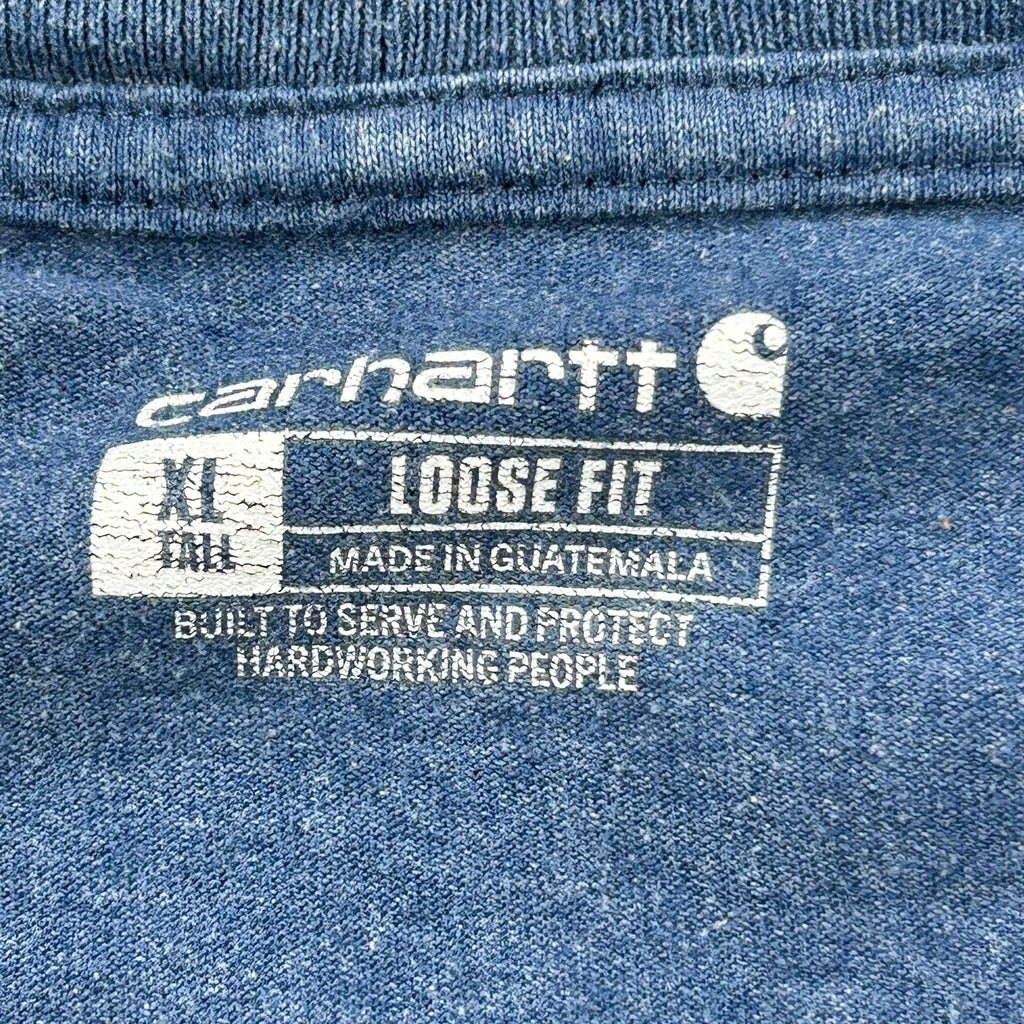 carhartt
XL
TALL
LOOSE FIT
MADE IN GUATEMALA
BUILT TO SERVE AND PROTECT
HARDWORKING PEOPLE